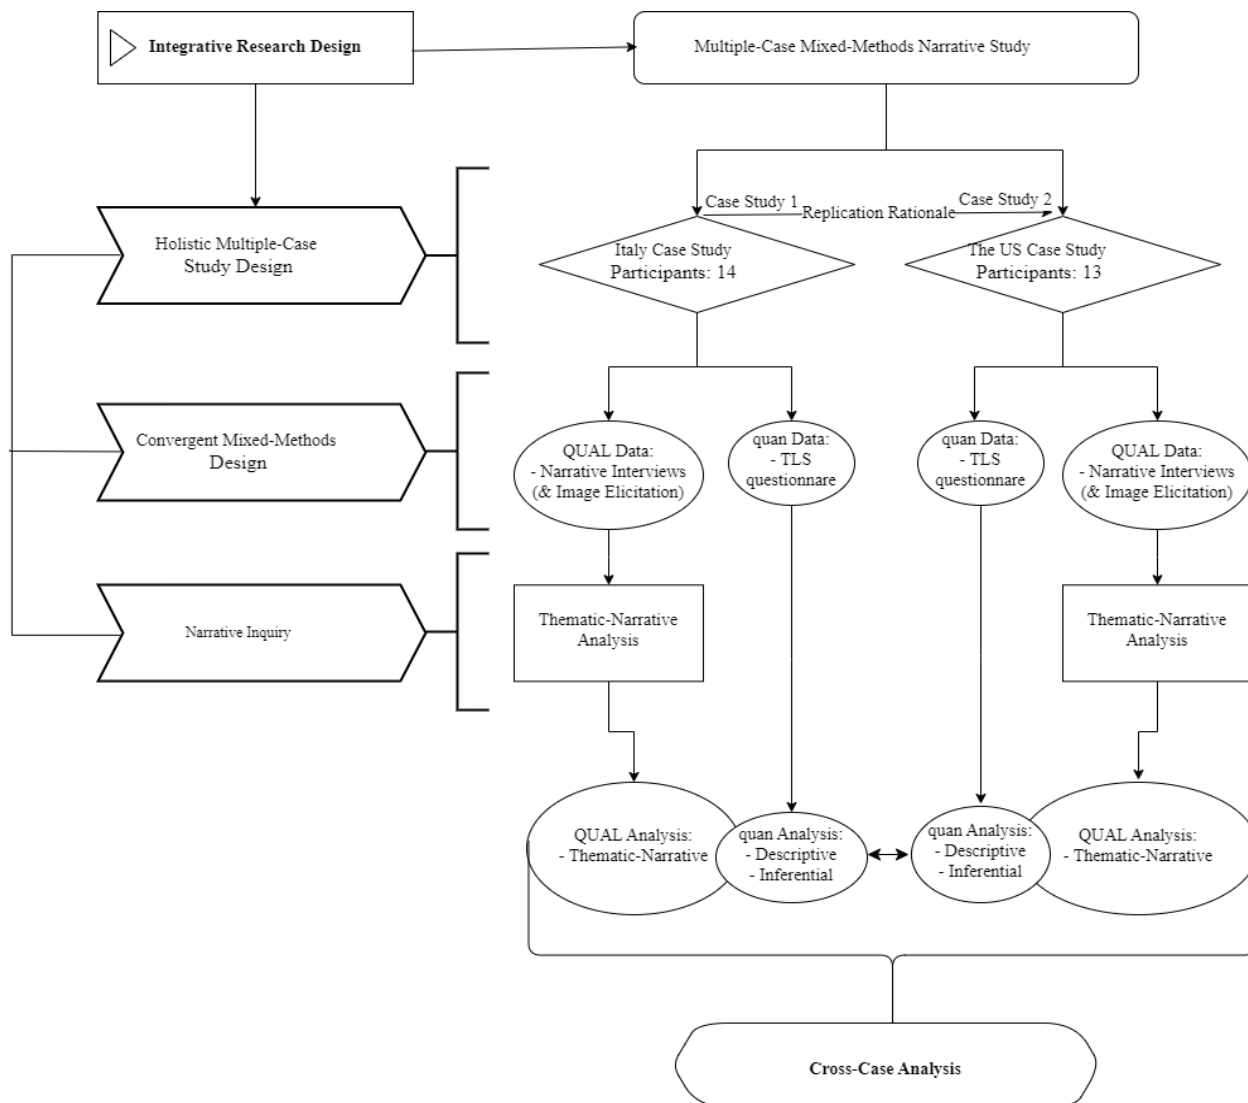 Integrative Research Design
Multiple-Case Mixed-Methods Narrative Study
Case Study 1
Replication Rationale
Case Study 2
Holistic Multiple-Case
Study Design
Italy Case Study
Participants: 14
The US Case Study
Participants: 13
Convergent Mixed-Methods
Design
QUAL Data:
- Narrative Interviews
(& Image Elicitation)
quan Data:
- TLS
questionnare
quan Data:
- TLS
questionnare
QUAL Data:
- Narrative Interviews
(& Image Elicitation)
Narrative Inquiry
Thematic-Narrative
Analysis
Thematic-Narrative
Analysis
QUAL Analysis:
- Thematic-Narrative
quan Analysis:
- Descriptive
- Inferential
quan Analysis:
- Descriptive
- Inferential
QUAL Analysis:
- Thematic-Narrative
Cross-Case Analysis